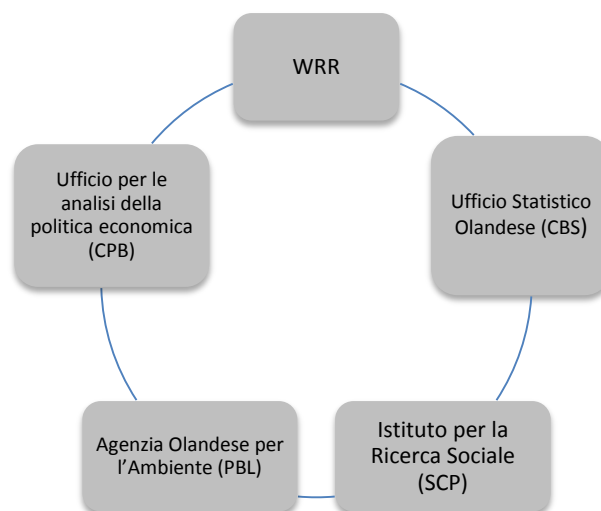 WRR
Ufficio Statistico
Olandese (CBS)
Istituto per la
Ricerca Sociale
(SCP)
Agenzia Olandese per
l’Ambiente (PBL)
Ufficio per le
analisi della
politica economica
(CPB)